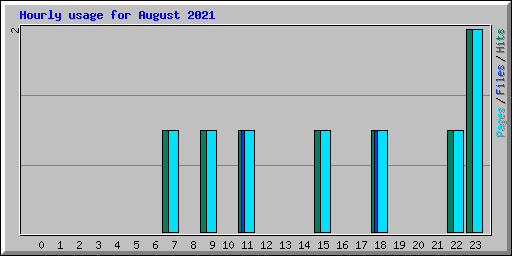 Hourly usage for August 2021
2
Pages/Files/Hits
0 1 2 3 4 5 6 7 8 9 10 11 12 13 14 15 16 17 18 19 20 21 22 23